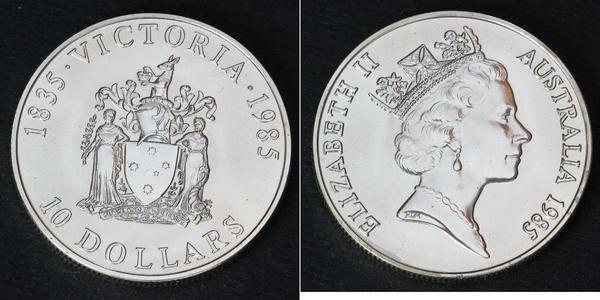 1835 · VICTORIA · 1985
10 DOLLARS
ELIZABETH II
AUSTRALIA 1985